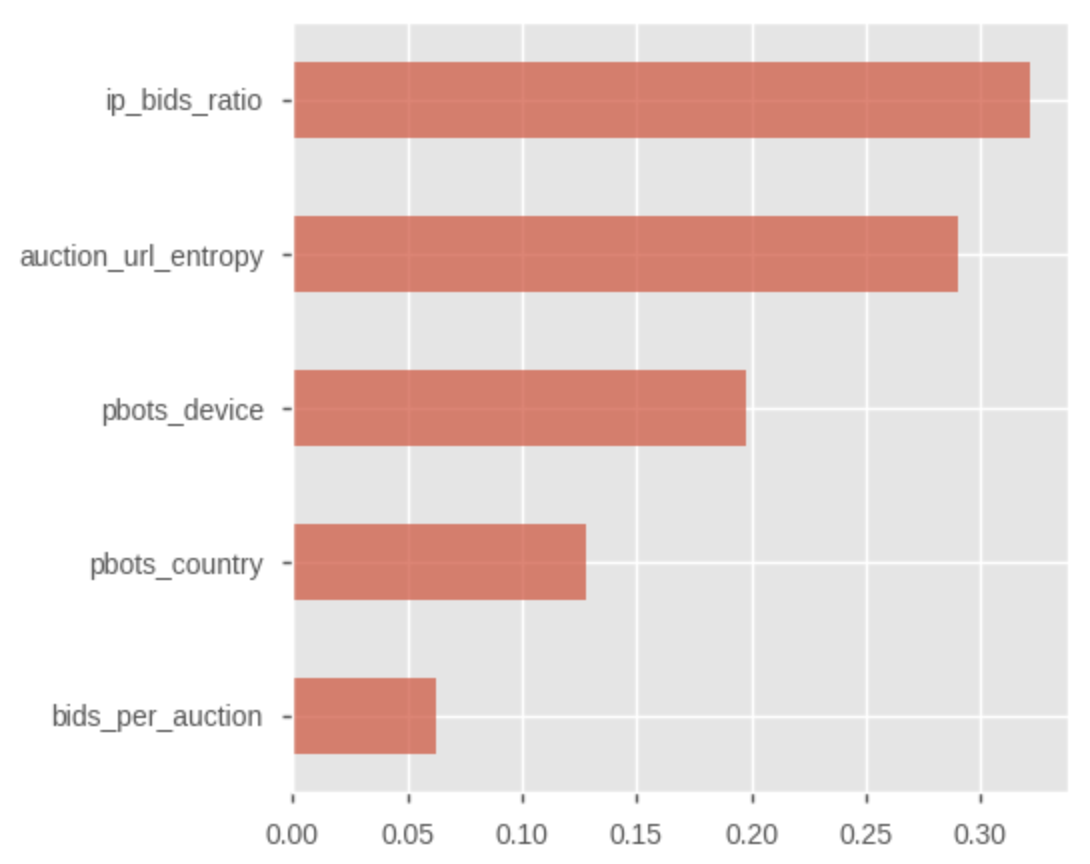 ip_bids_ratio
auction_url_entropy
pbots_device
pbots_country
bids_per_auction
0.00 0.05 0.10 0.15 0.20 0.25 0.30